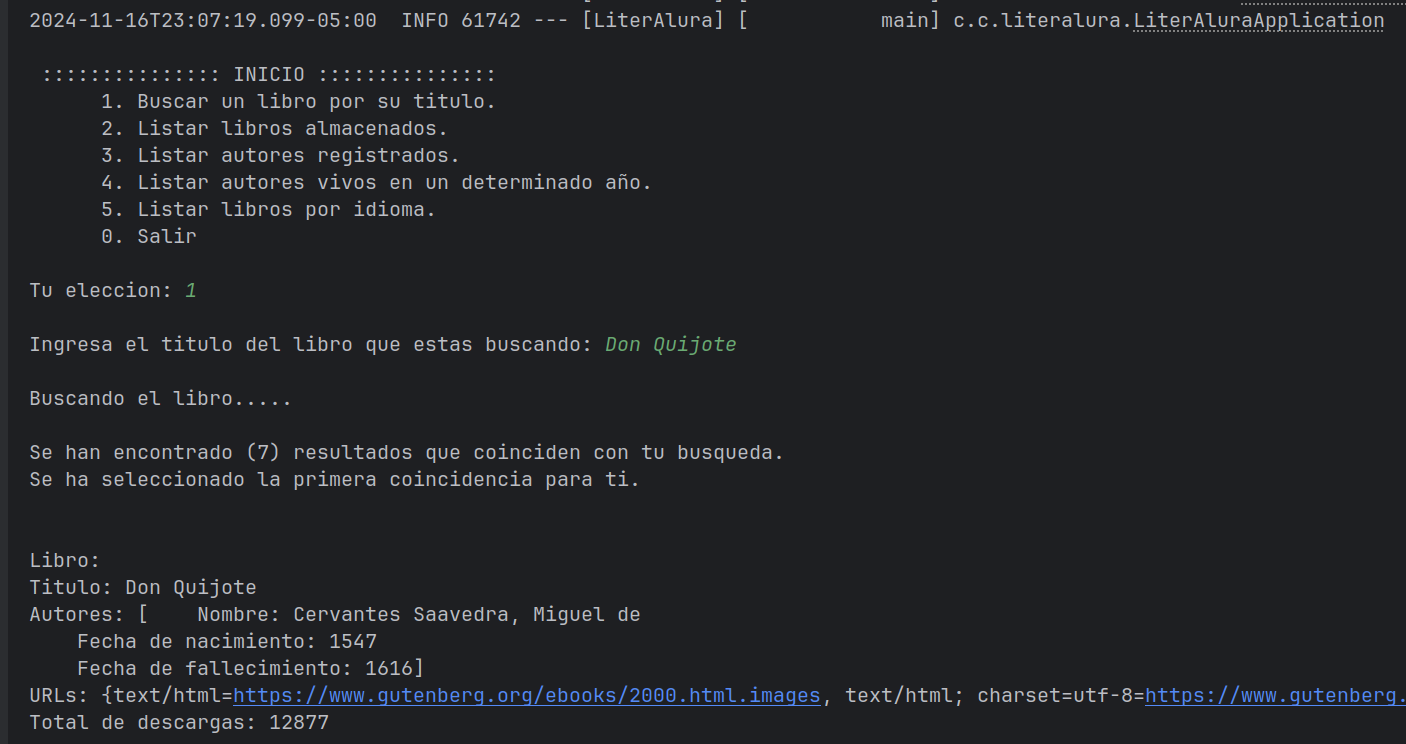 2024-11-16T23:07:19.099-05:00  INFO 61742 --- [LiterAlura] [           main] c.c.literalura.LiterAluraApplication
::::::::::::::: INICIO :::::::::::::::
1. Buscar un libro por su titulo.
2. Listar libros almacenados.
3. Listar autores registrados.
4. Listar autores vivos en un determinado año.
5. Listar libros por idioma.
0. Salir
Tu eleccion: 1
Ingresa el titulo del libro que estas buscando: Don Quijote
Buscando el libro.....
Se han encontrado (7) resultados que coinciden con tu busqueda.
Se ha seleccionado la primera coincidencia para ti.
Libro:
Titulo: Don Quijote
Autores: [    Nombre: Cervantes Saavedra, Miguel de
Fecha de nacimiento: 1547
Fecha de fallecimiento: 1616]
URLs: {text/html=https://www.gutenberg.org/ebooks/2000.html.images, text/html; charset=utf-8=https://www.gutenberg.
Total de descargas: 12877